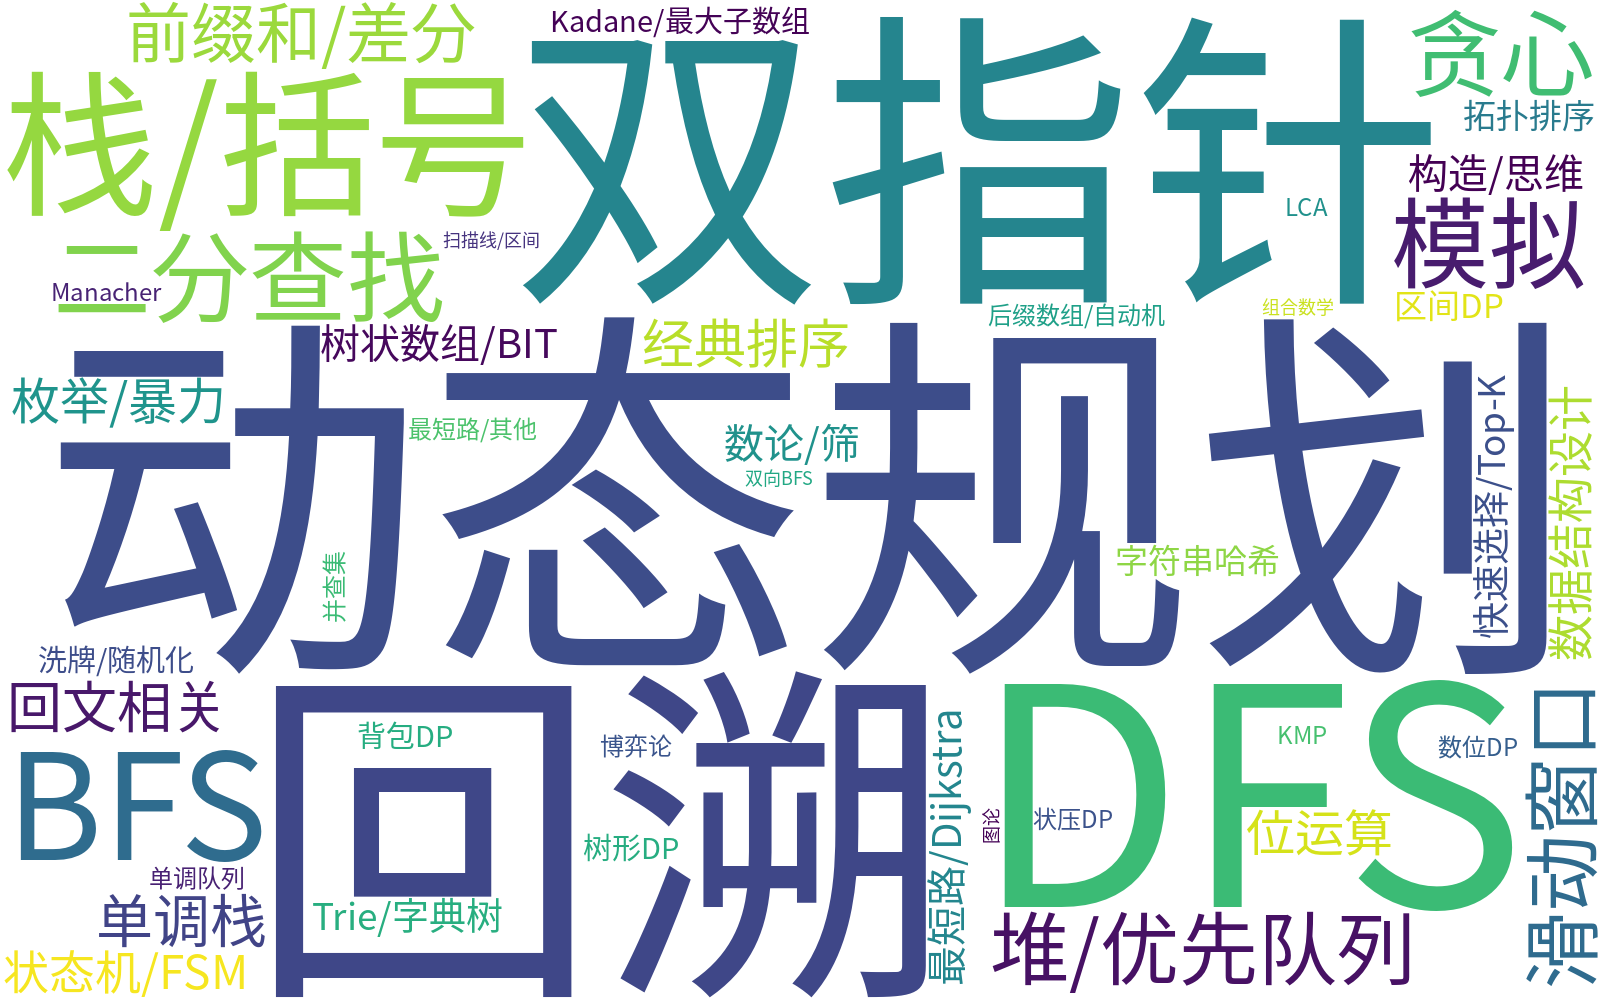 前缀和/差分
Kadane/最大子数组
双指针
贪心
拓扑排序
栈/括号
构造/思维
LCA
模拟
扫描线/区间
二分查找
Manacher
区间DP
组合数学
后缀数组/自动机
树状数组/BIT
经典排序
动态规划
枚举/暴力
最短路/其他
数论/筛
双向BFS
快速选择/Top-K
数据结构设计
字符串哈希
并查集
洗牌/随机化
回文相关
回溯
DFS
背包DP
博弈论
KMP
数位DP
BFS
最短路/Dijkstra
滑动窗口
图论
状压DP
位运算
树形DP
单调队列
单调栈
Trie/字典树
堆/优先队列
状态机/FSM